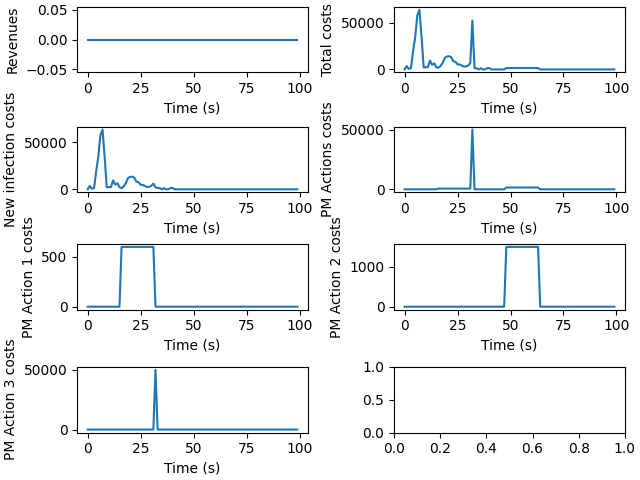 Revenues
0.05
0.00
−0.05
0 25 50 75 100
Time (s)
Total costs
50000
0
0 25 50 75 100
Time (s)
New infection costs
50000
0
0 25 50 75 100
Time (s)
PM Actions costs
50000
0
0 25 50 75 100
Time (s)
PM Action 1 costs
500
0
0 25 50 75 100
Time (s)
PM Action 2 costs
1000
0
0 25 50 75 100
Time (s)
PM Action 3 costs
50000
0
0 25 50 75 100
Time (s)
1.0
0.5
0.0
0.0 0.2 0.4 0.6 0.8 1.0